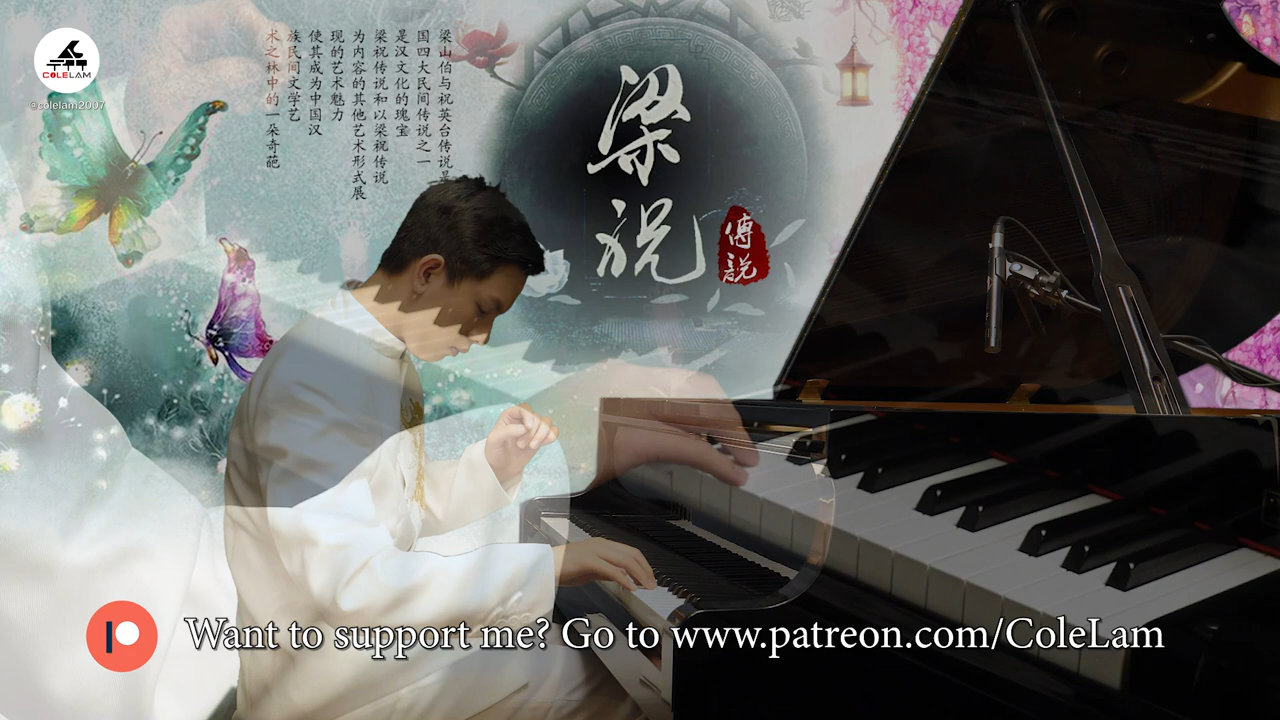 COLELAM
@colelam2007
梁山伯与祝英台传说是
国四大民间传说之一
是汉文化的瑰宝
梁祝传说和以梁祝传说
为内容的其他艺术形式展
现的艺术魅力
使其成为中国汉
族民间文学艺
术之林中的一朵奇葩
梁
祝
傳
説
Want to support me? Go to www.patreon.com/ColeLam